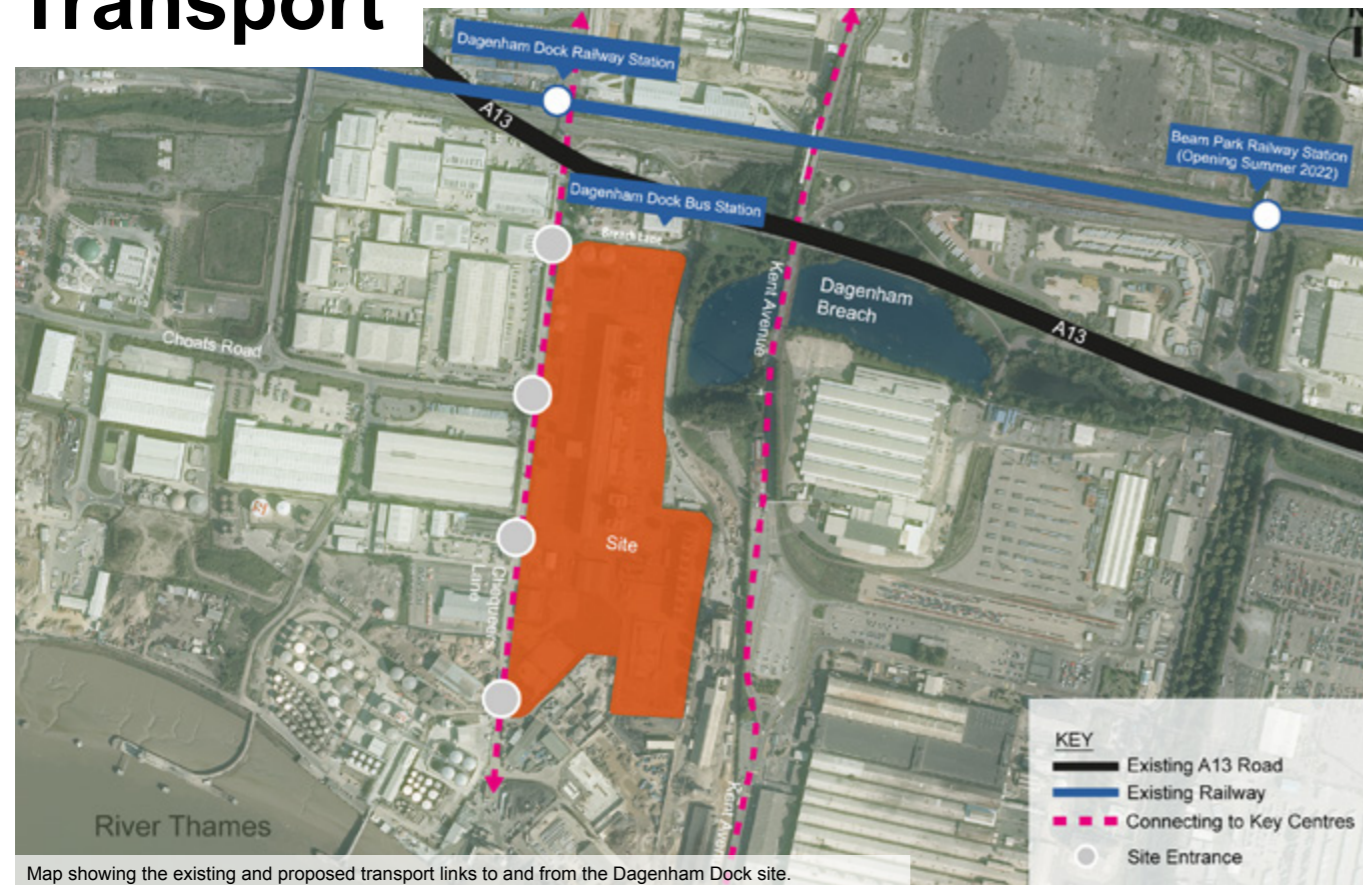 Transport
Dagenham Dock Railway Station
A13
Beam Park Railway Station
(Opening Summer 2022)
Dagenham Dock Bus Station
Breach Lane
Kent Avenue
Dagenham
Breach
A13
Choats Road
Site
Chequers
Lane
River Thames
KEY
Existing A13 Road
Existing Railway
Connecting to Key Centres
Site Entrance
Map showing the existing and proposed transport links to and from the Dagenham Dock site.